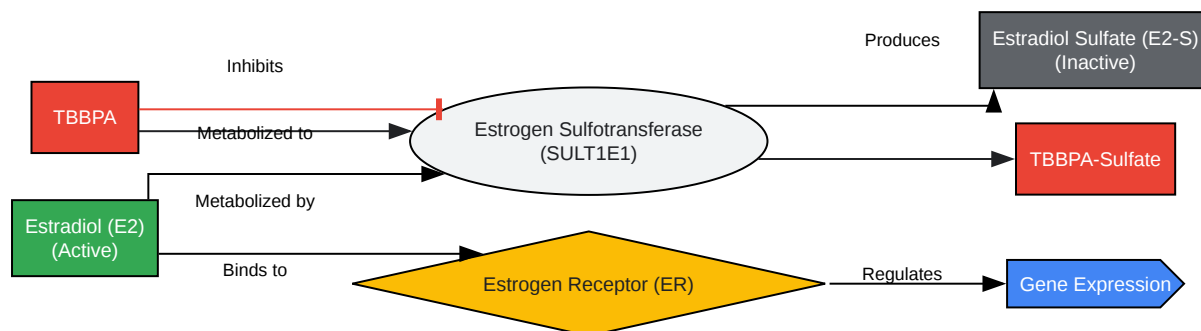 Produces
Estradiol Sulfate (E2-S)
(Inactive)
Inhibits
TBBPA
Metabolized to
Estrogen Sulfotransferase
(SULT1E1)
TBBPA-Sulfate
Metabolized by
Estradiol (E2)
(Active)
Binds to
Estrogen Receptor (ER)
Regulates
Gene Expression